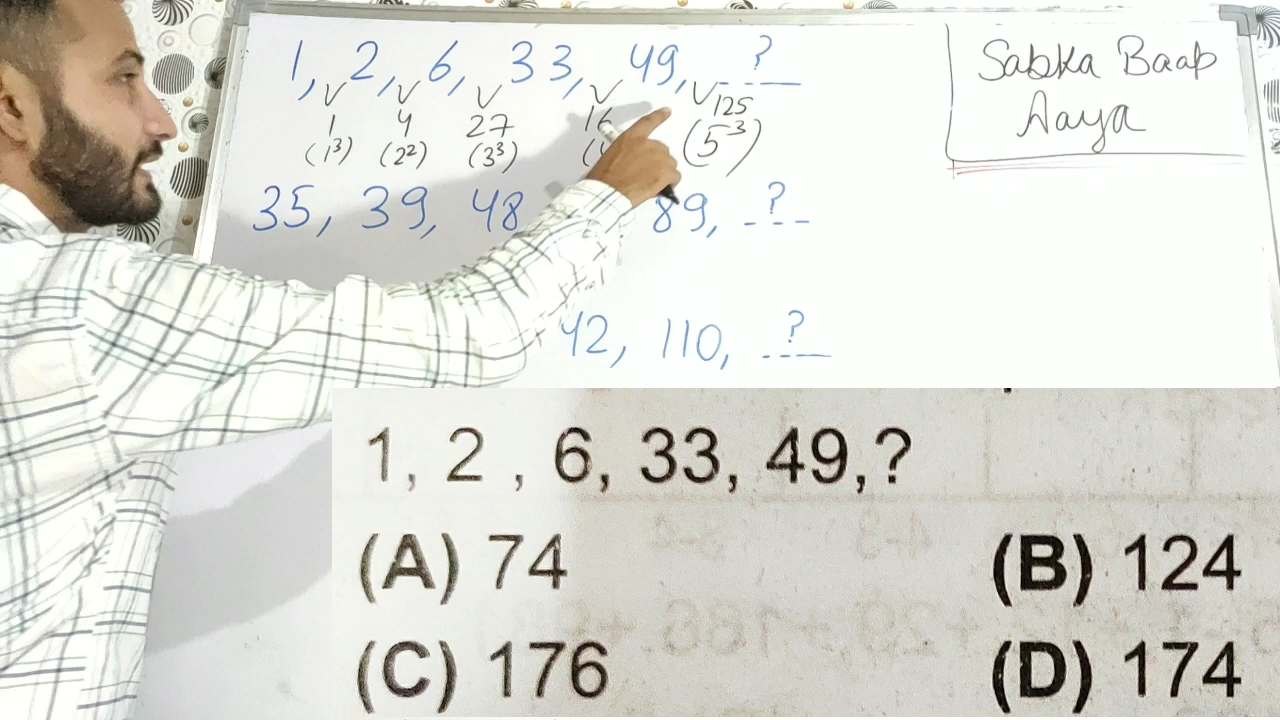 1, 2, 6, 33, 49, ?
1 4 27 16 125
(1³) (2²) (3³) (5³)
Sabka Baap
Aaya
35, 39, 48 89, ?
42, 110, ?
1, 2 , 6, 33, 49,?
(A) 74 (B) 124
(C) 176 (D) 174